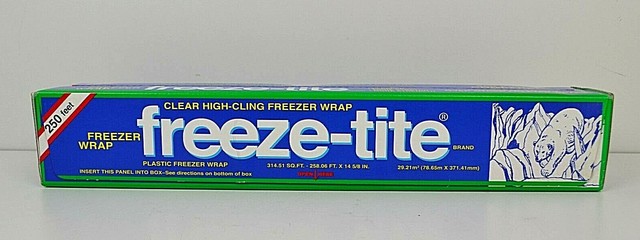 250 feet
CLEAR HIGH-CLING FREEZER WRAP
FREEZER
WRAP
freeze-tite®
BRAND
PLASTIC FREEZER WRAP
314.51 SQ.FT. - 258.06 FT. X 14 5/8 IN.
29.21m² (78.65m X 371.41mm)
INSERT THIS PANEL INTO BOX-See directions on bottom of box